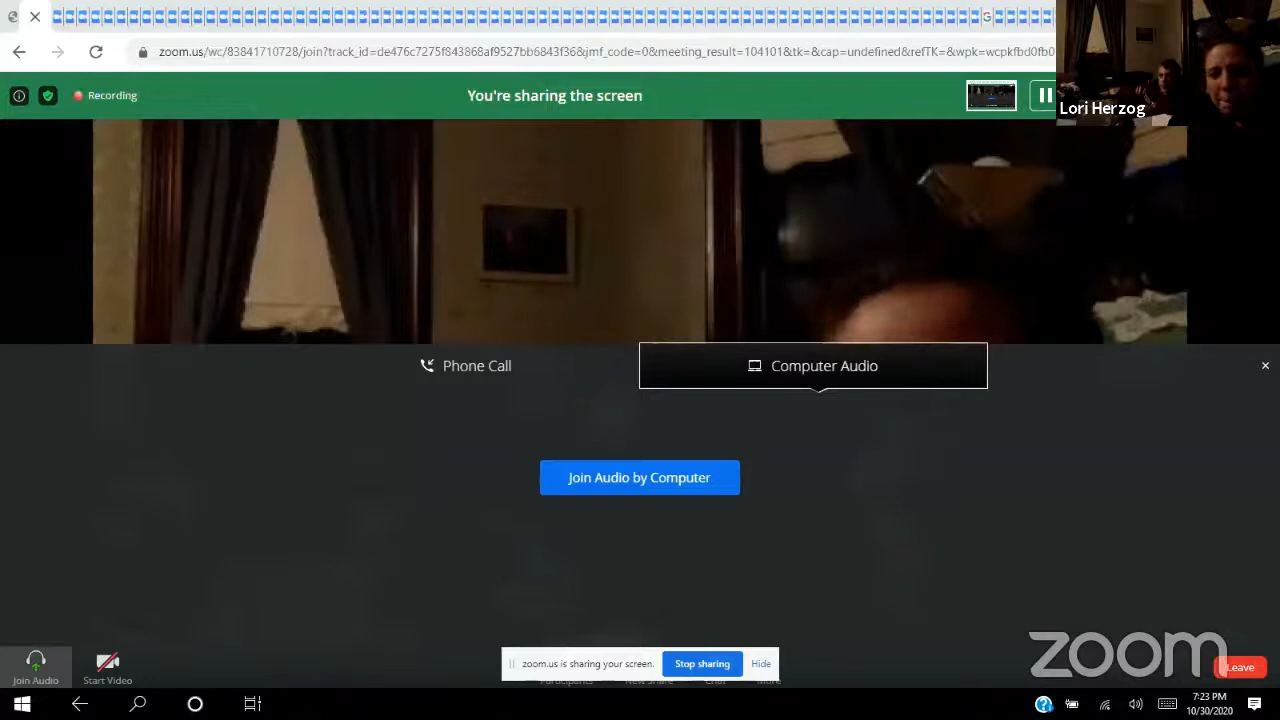 zoom.us/wc/83841710728/join?track_id=de476c7275f843868af9527bb6843f36&jmf_code=0&meeting_result=104101&tk=&cap=undefined&refTK=&wpk=wcpkfbd0fb0
Recording
You're sharing the screen
Lori Herzog
Phone Call
Computer Audio
Join Audio by Computer
Join Audio
Start Video
zoom.us is sharing your screen.
Stop sharing
Hide
zoom
Leave
7:23 PM
10/30/2020